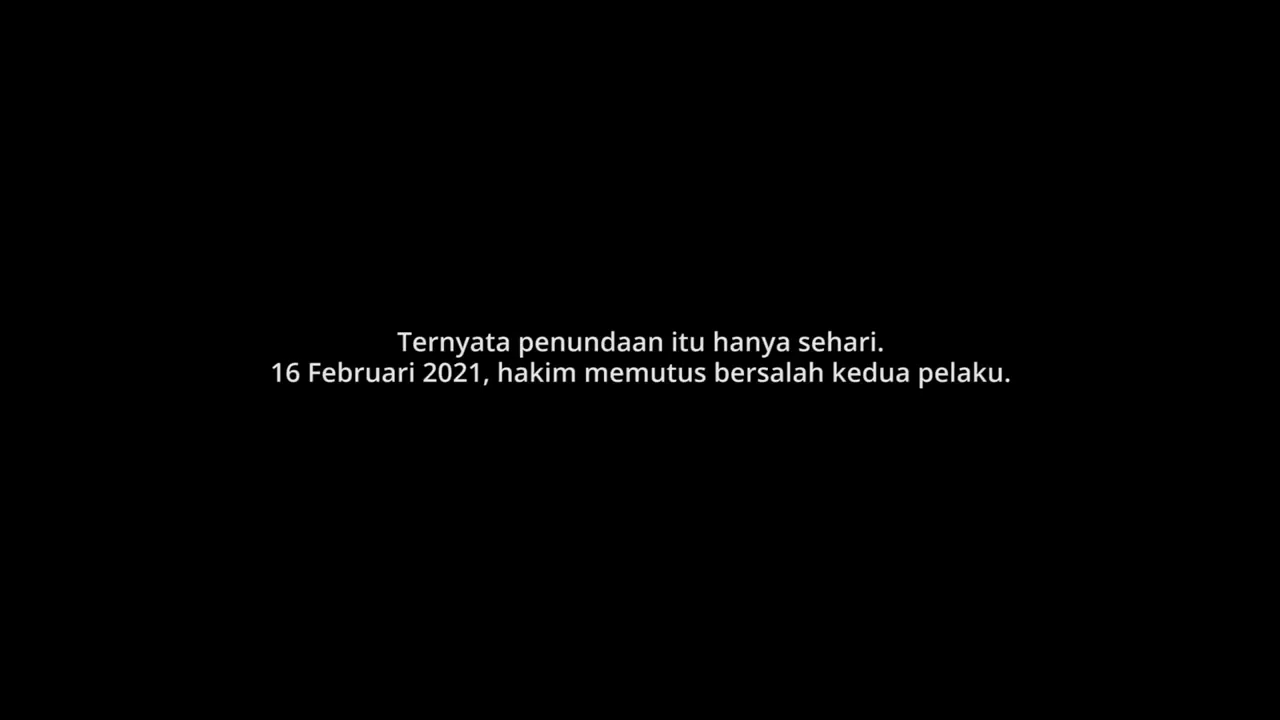 Ternyata penundaan itu hanya sehari.
16 Februari 2021, hakim memutus bersalah kedua pelaku.